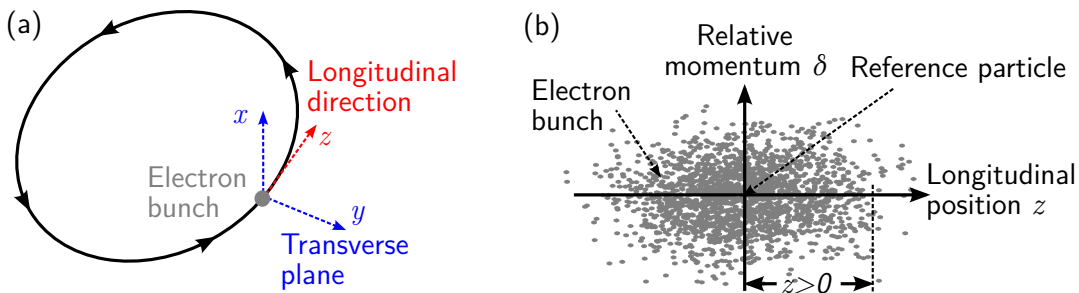 (a)
Longitudinal
direction
x
z
Electron
bunch
y
Transverse
plane
(b)
Relative
momentum δ
Reference particle
Electron
bunch
Longitudinal
position z
z>0